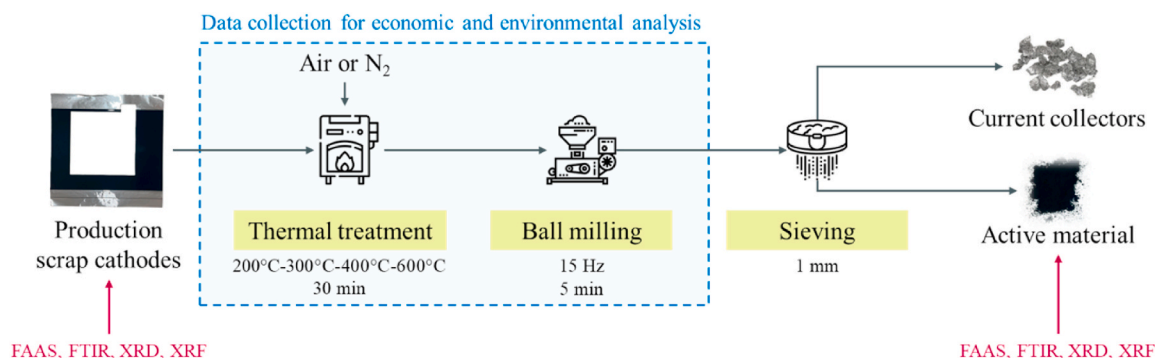 Data collection for economic and environmental analysis
Air or N₂
Production
scrap cathodes
Thermal treatment
200°C-300°C-400°C-600°C
30 min
Ball milling
15 Hz
5 min
Sieving
1 mm
Current collectors
Active material
FAAS, FTIR, XRD, XRF
FAAS, FTIR, XRD, XRF